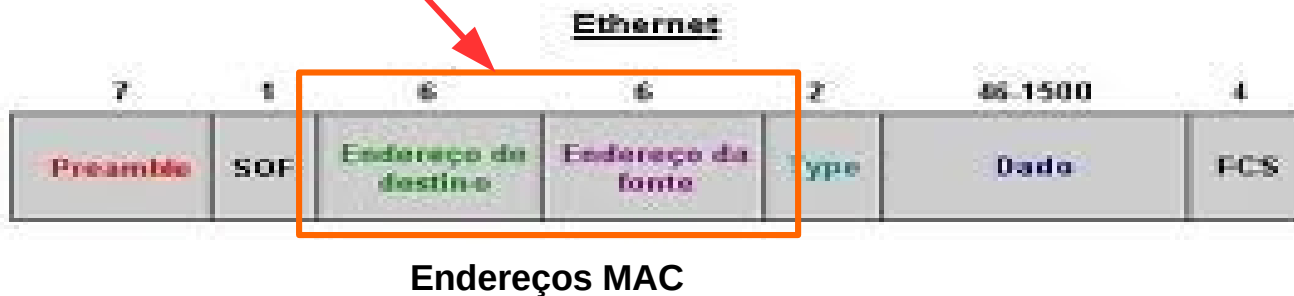 Ethernet
7 1 6 6 2 46-1500 4
Preamble SOF Endereço do destino Endereço da fonte Type Dado FCS
Endereços MAC